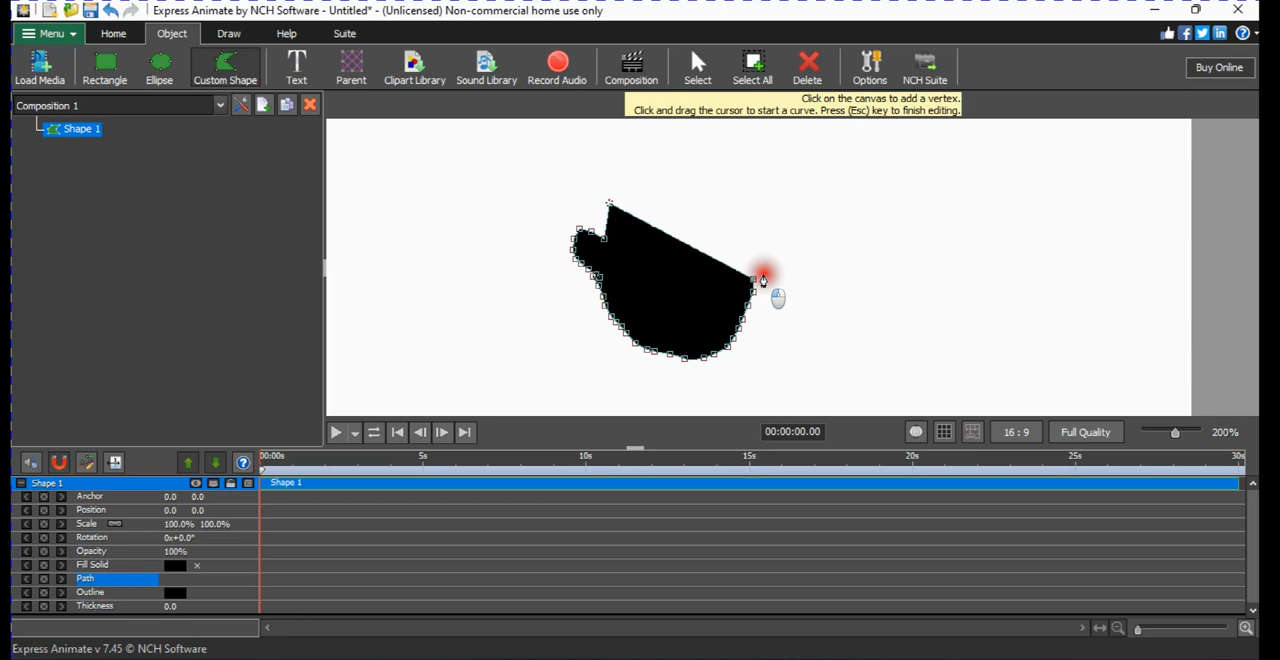 Express Animate by NCH Software - Untitled* - (Unlicensed) Non-commercial home use only
Menu Home Object Draw Help Suite
Load Media Rectangle Ellipse Custom Shape Text Parent Clipart Library Sound Library Record Audio Composition Select Select All Delete Options NCH Suite Buy Online
Composition 1
Click on the canvas to add a vertex.
Click and drag the cursor to start a curve. Press (Esc) key to finish editing.
Shape 1
00:00:00.00 16 : 9 Full Quality 200%
00:00s 5s 10s 15s 20s 25s 30s
Shape 1 Shape 1
Anchor 0.0 0.0
Position 0.0 0.0
Scale 100.0% 100.0%
Rotation 0x+0.0°
Opacity 100%
Fill Solid
Path
Outline
Thickness 0.0
Express Animate v 7.45 © NCH Software